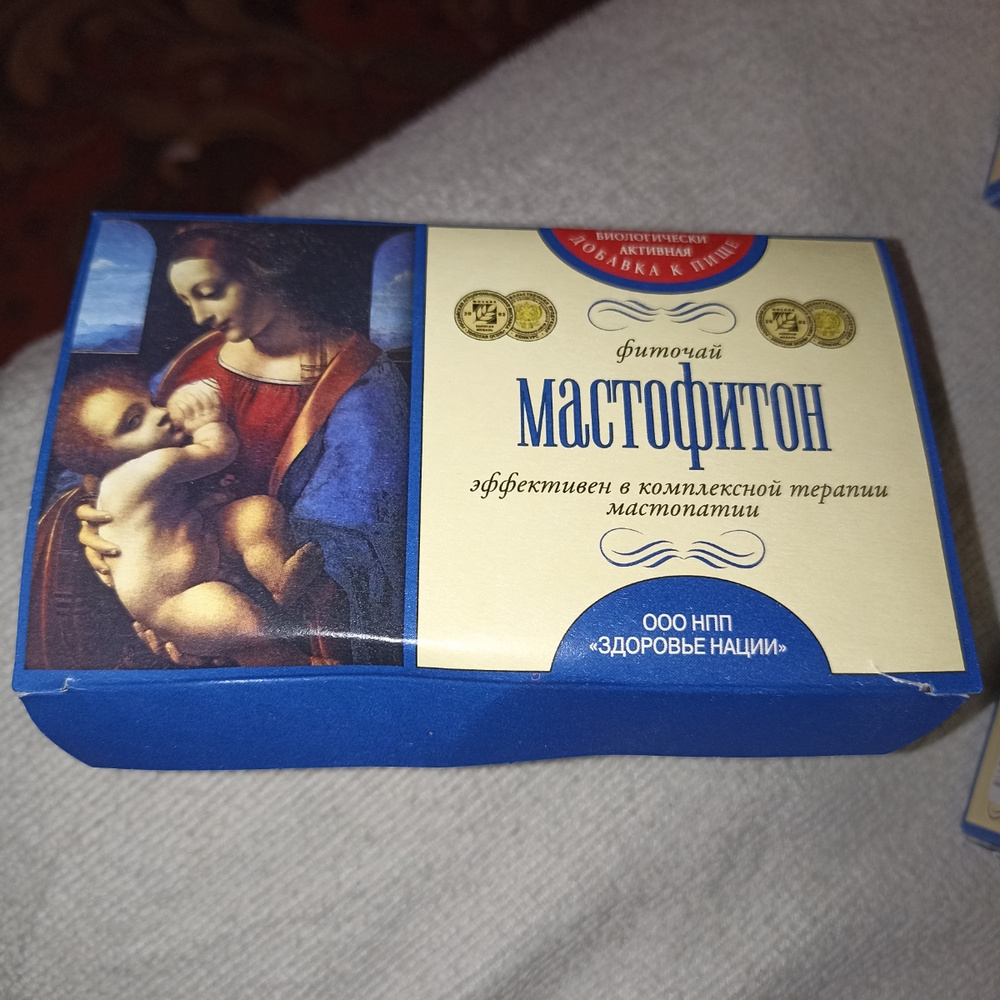 БИОЛОГИЧЕСКИ
АКТИВНАЯ
ДОБАВКА К ПИЩЕ
фиточай
мастофитон
эффективен в комплексной терапии
мастопатии
ООО НПП
«ЗДОРОВЬЕ НАЦИИ»